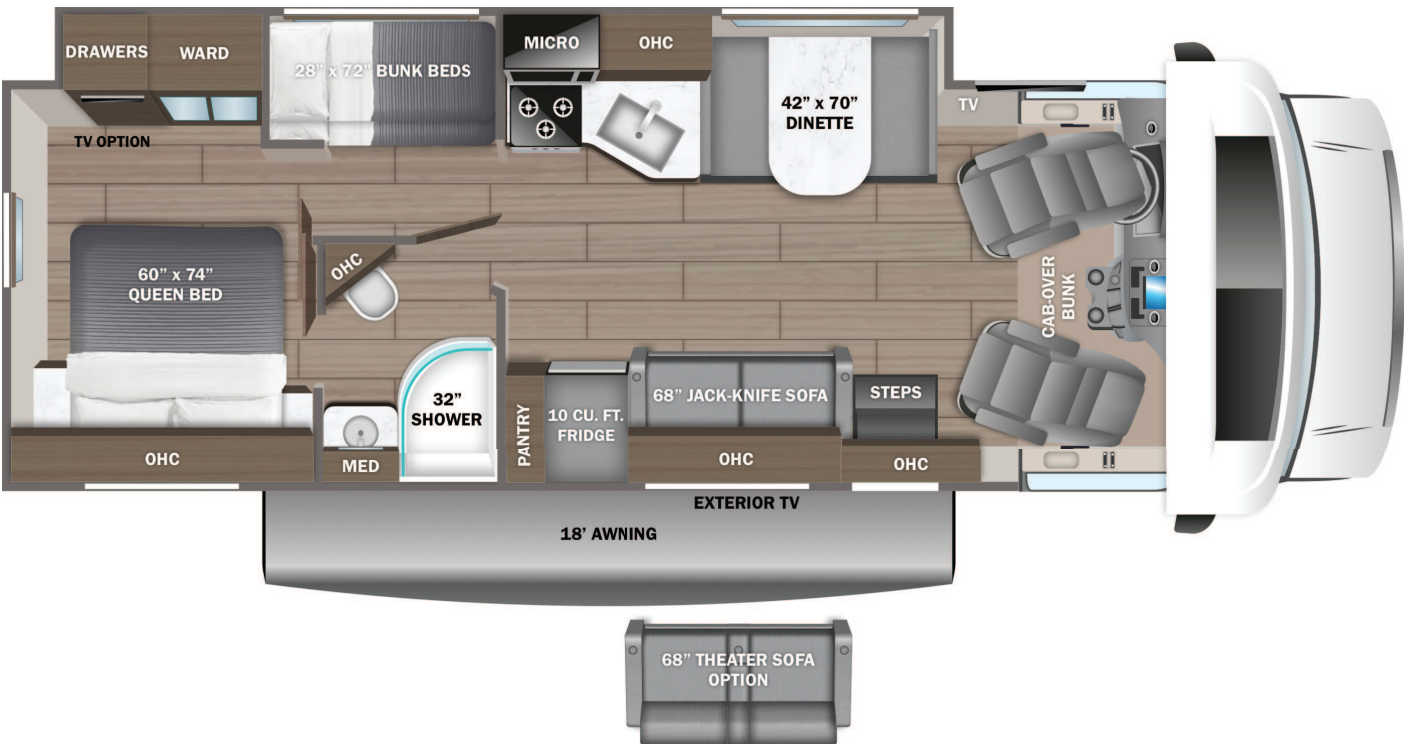 DRAWERS
WARD
TV OPTION
28” x 72” BUNK BEDS
MICRO
OHC
42” x 70”
DINETTE
TV
60” x 74”
QUEEN BED
OHC
CAB-OVER
BUNK
32”
SHOWER
PANTRY
10 CU. FT.
FRIDGE
68” JACK-KNIFE SOFA
STEPS
OHC
MED
OHC
OHC
EXTERIOR TV
18’ AWNING
68” THEATER SOFA
OPTION